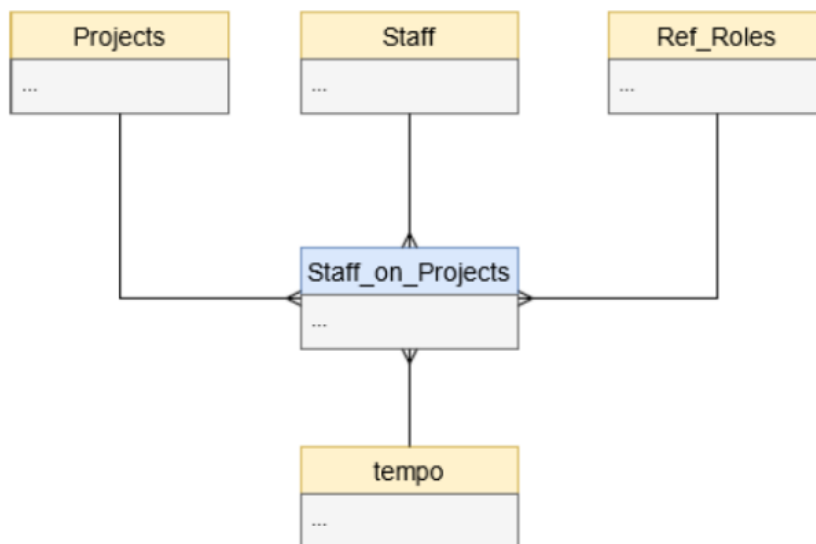 Projects
...
Staff
...
Ref_Roles
...
Staff_on_Projects
...
tempo
...